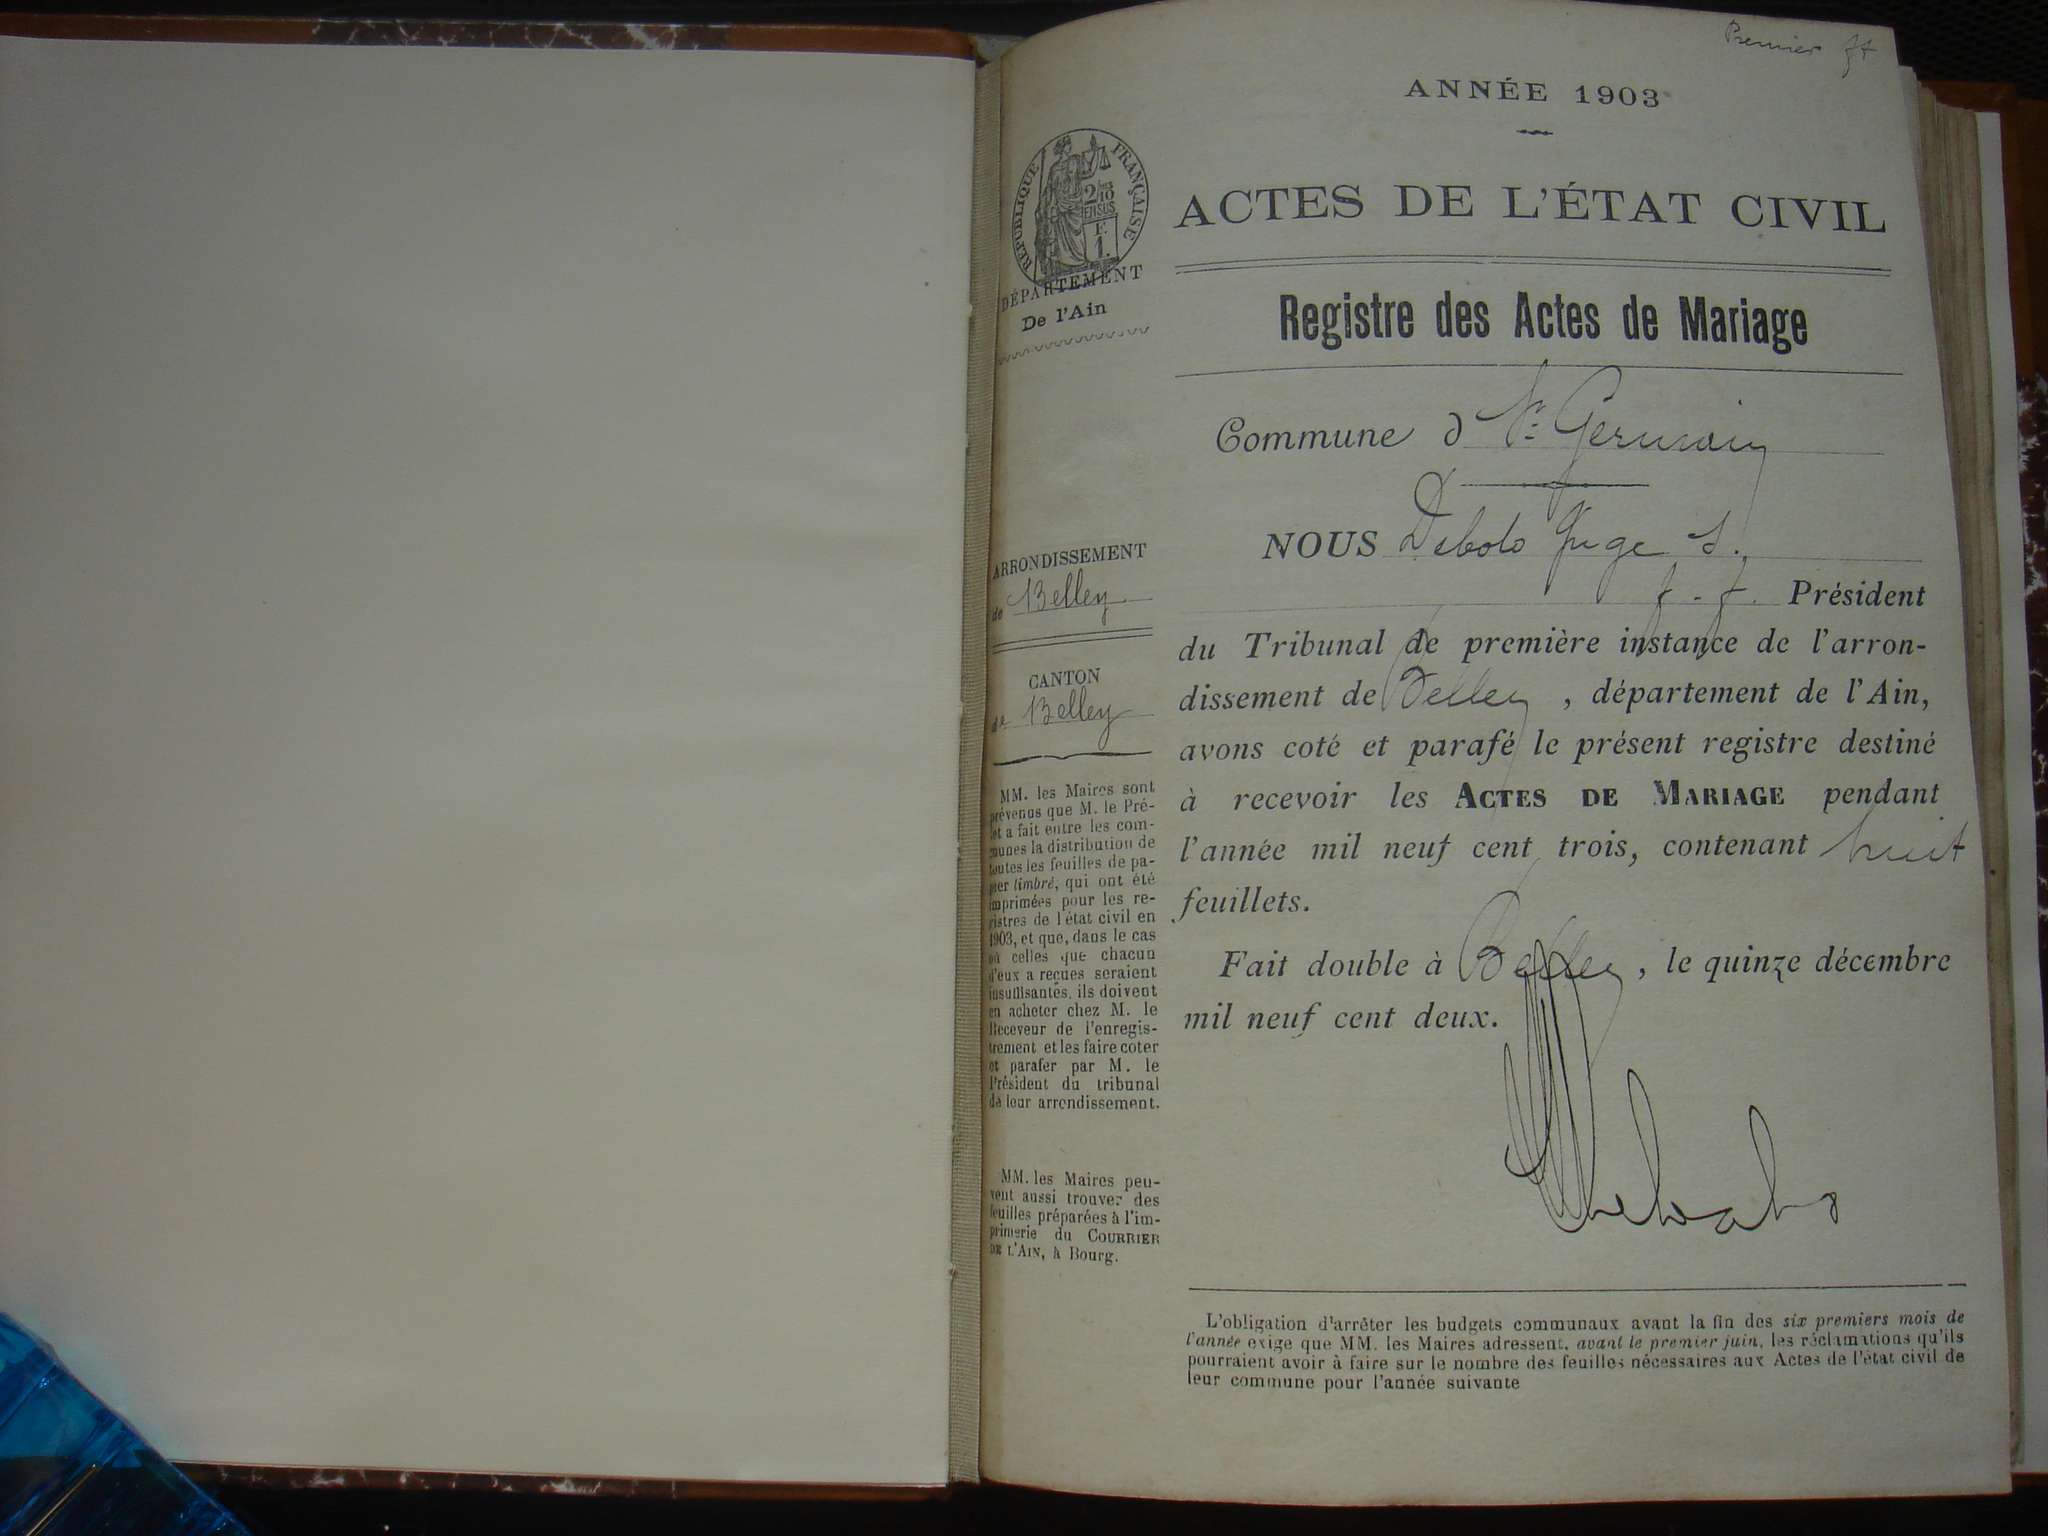 Premier ft
ANNÉE 1903
RÉPUBLIQUE FRANÇAISE
2/10
EN SUS
F.
1.
ACTES DE L'ÉTAT CIVIL
DÉPARTEMENT
De l'Ain
Registre des Actes de Mariage
Commune d St Germain
NOUS Debolo Juge S.
f. f. Président
du Tribunal de première instance de l'arron-
dissement de Belley, département de l'Ain,
avons coté et parafé le présent registre destiné
à recevoir les ACTES DE MARIAGE pendant
l'année mil neuf cent trois, contenant huit
feuillets.
Fait double à Belley, le quinze décembre
mil neuf cent deux.
ARRONDISSEMENT
de Belley
CANTON
de Belley
MM. les Maires sont
prévenus que M. le Pré-
fet a fait entre les com-
munes la distribution de
toutes les feuilles de pa-
pier timbré, qui ont été
imprimées pour les re-
gistres de l'état civil en
1903, et que, dans le cas
où celles que chacun
d'eux a reçues seraient
insuffisantes, ils doivent
en acheter chez M. le
Receveur de l'enregis-
trement et les faire coter
et parafer par M. le
Président du tribunal
de leur arrondissement.
MM. les Maires peu-
vent aussi trouver des
feuilles préparées à l'im-
primerie du COURRIER
DE L'AIN, à Bourg.
L'obligation d'arrêter les budgets communaux avant la fin des six premiers mois de
l'année exige que MM. les Maires adressent, avant le premier juin, les réclamations qu'ils
pourraient avoir à faire sur le nombre des feuilles nécessaires aux Actes de l'état civil de
leur commune pour l'année suivante